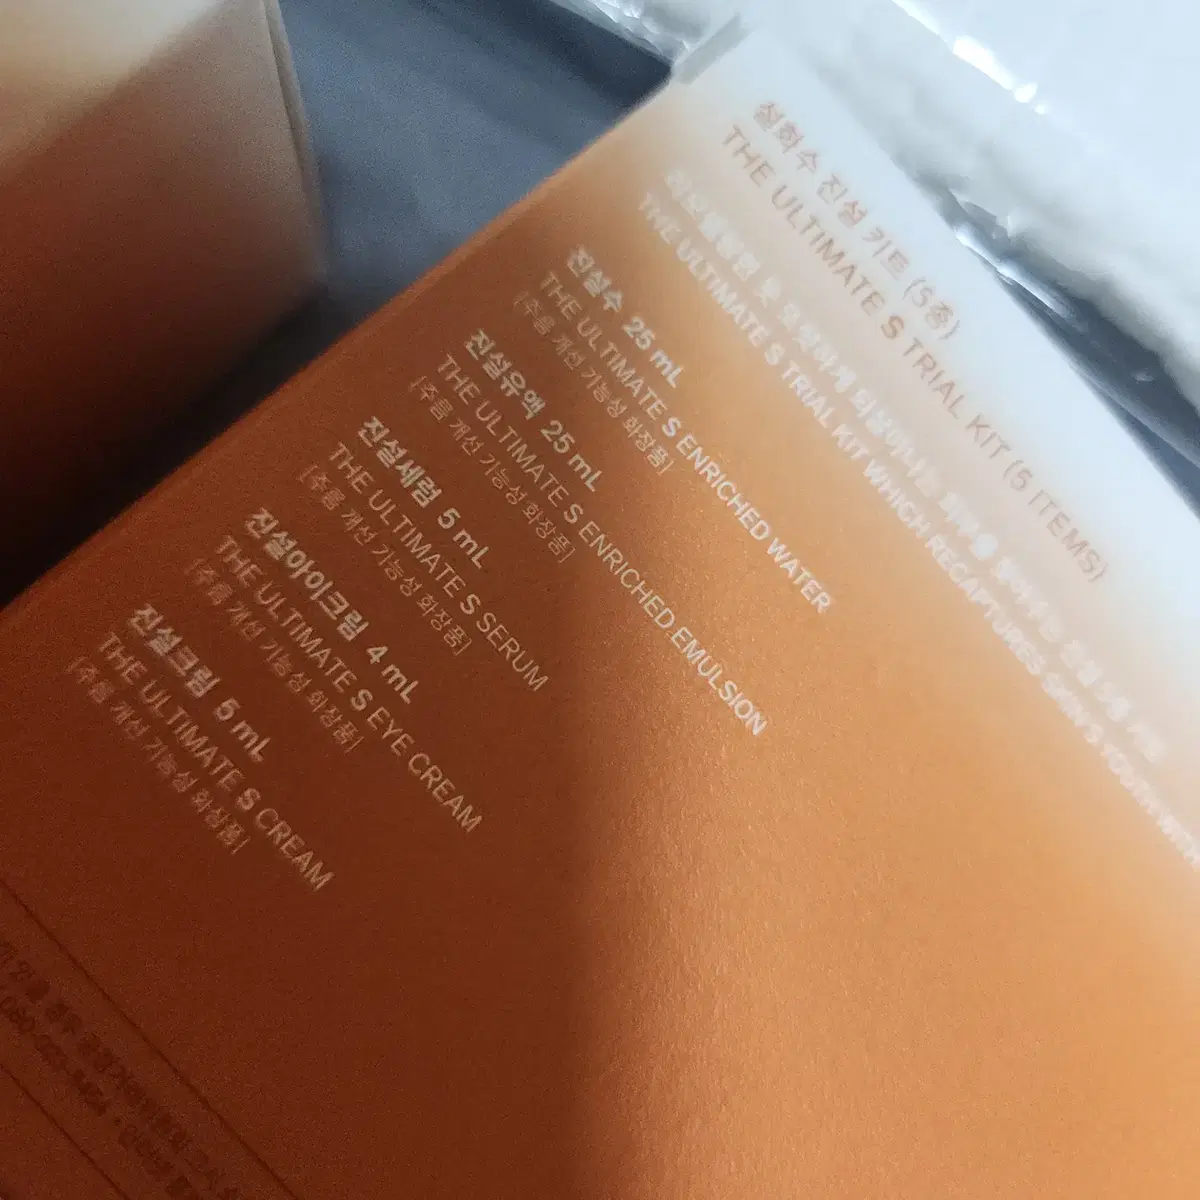 설화수 진설 키트 (5종)
THE ULTIMATE S TRIAL KIT (5 ITEMS)
THE ULTIMATE S TRIAL KIT WHICH RECAPTURES SKIN'S
진설수 25 mL
THE ULTIMATE S ENRICHED WATER
[주름 개선 기능성 화장품]
진설유액 25 mL
THE ULTIMATE S ENRICHED EMULSION
[주름 개선 기능성 화장품]
진설세럼 5 mL
THE ULTIMATE S SERUM
[주름 개선 기능성 화장품]
진설아이크림 4 mL
THE ULTIMATE S EYE CREAM
[주름 개선 기능성 화장품]
진설크림 5 mL
THE ULTIMATE S CREAM
[주름 개선 기능성 화장품]